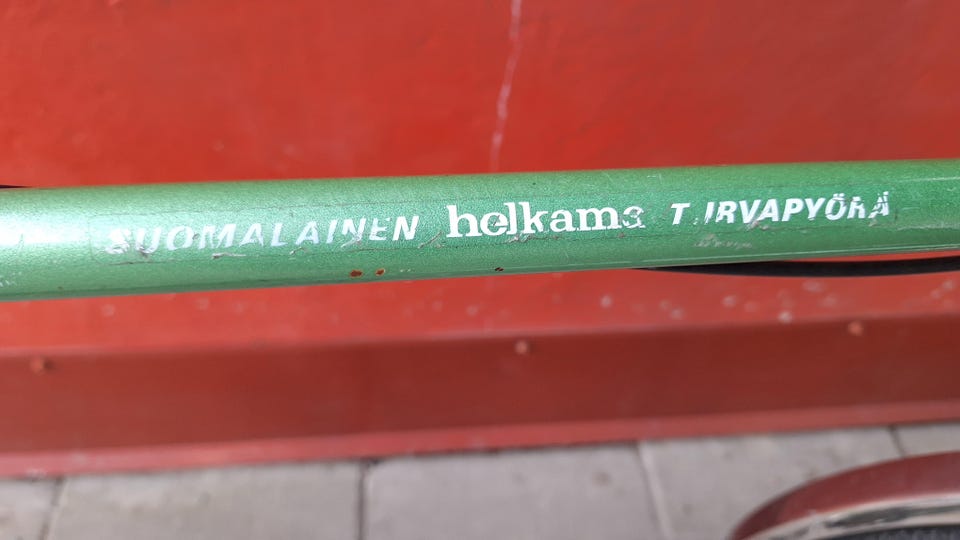 SUOMALAINEN helkama TURVAPYÖRÄ